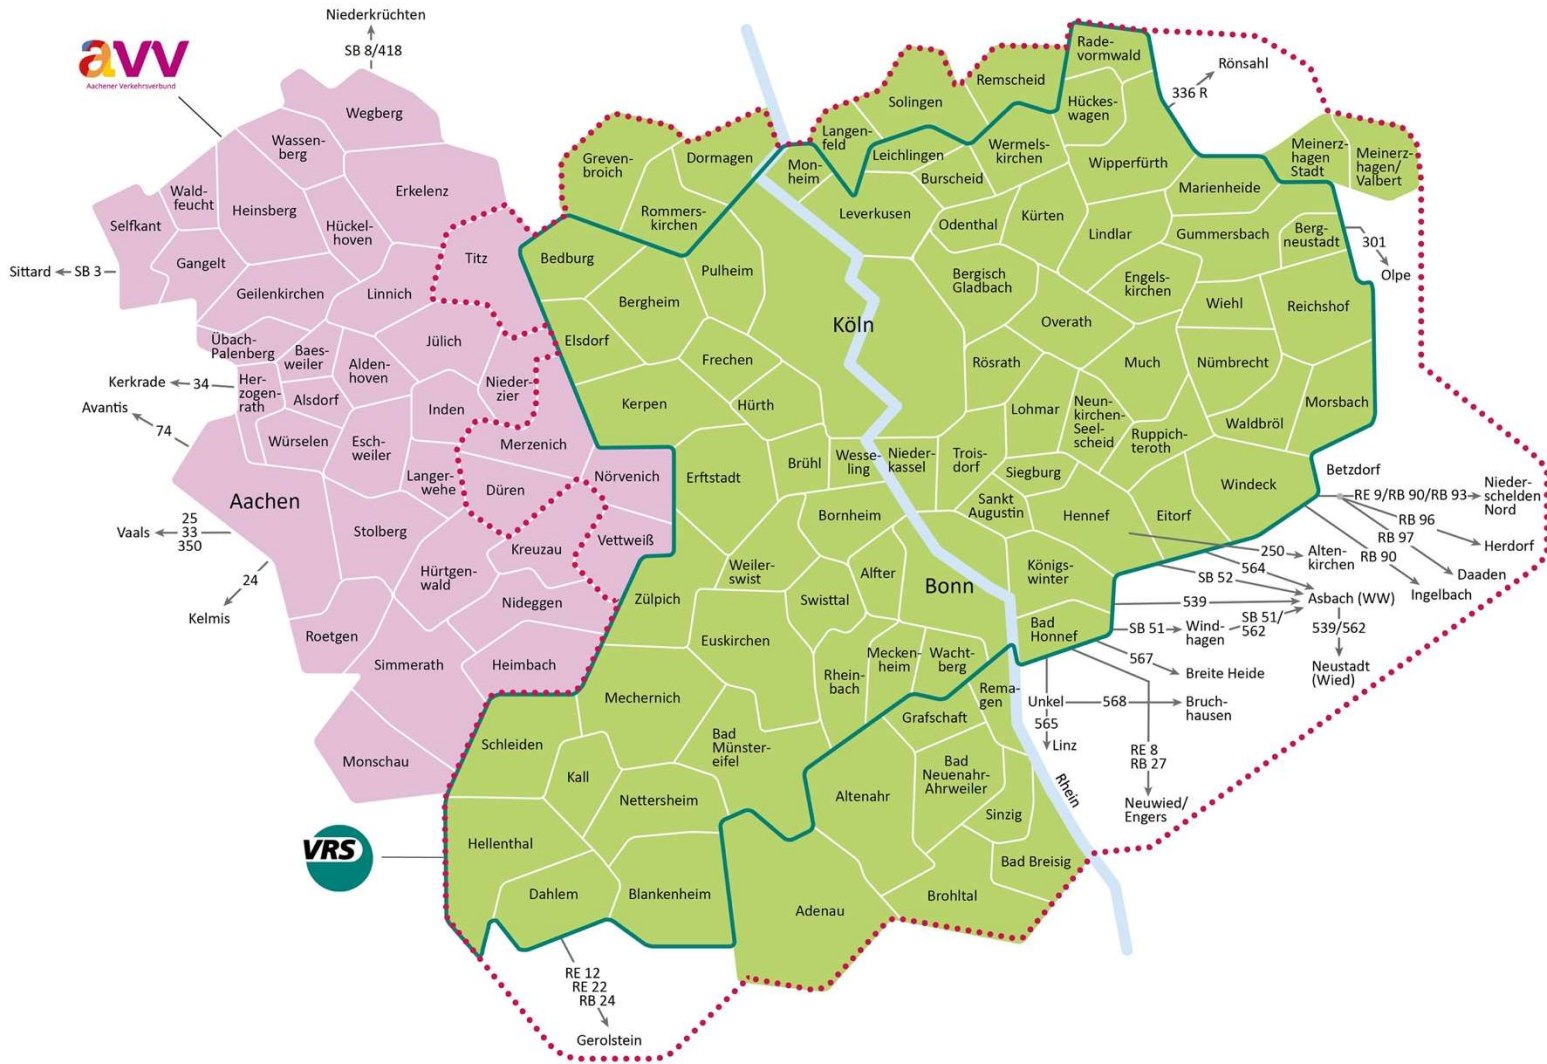 Niederkrüchten
SB 8/418
avv
Aachener Verkehrsverbund
Wegberg
Wassen-
berg
Erkelenz
Wald-
feucht
Heinsberg
Hückel-
hoven
Selfkant
Gangelt
Sittard
SB 3
Geilenkirchen
Linnich
Titz
Übach-
Palenberg
Baes-
weiler
Alden-
hoven
Jülich
Kerkrade
34
Her-
zogen-
rath
Alsdorf
Inden
Nieder-
zier
Avantis
74
Würselen
Esch-
weiler
Merzenich
Langer-
wehe
Düren
Nörvenich
Aachen
Stolberg
Vaals
25
33
350
Kreuzau
Vettweiß
Hürtgen-
wald
24
Kelmis
Nideggen
Roetgen
Simmerath
Heimbach
Monschau
VRS
Greven-
broich
Dormagen
Rommers-
kirchen
Langen-
feld
Solingen
Remscheid
Rade-
vormwald
Rönsahl
336 R
Hückes-
wagen
Mon-
heim
Leichlingen
Wermels-
kirchen
Burscheid
Wipperfürth
Meinerz-
hagen
Stadt
Meinerz-
hagen/
Valbert
Marienheide
Leverkusen
Odenthal
Kürten
Lindlar
Gummersbach
Berg-
neustadt
301
Olpe
Bedburg
Pulheim
Bergheim
Bergisch
Gladbach
Engels-
kirchen
Wiehl
Reichshof
Köln
Overath
Elsdorf
Frechen
Rösrath
Much
Nümbrecht
Kerpen
Hürth
Lohmar
Neun-
kirchen-
Seel-
scheid
Morsbach
Waldbröl
Ruppich-
teroth
Erftstadt
Brühl
Wesse-
ling
Nieder-
kassel
Trois-
dorf
Siegburg
Windeck
Betzdorf
RE 9/RB 90/RB 93
Nieder-
schelden
Nord
Bornheim
Sankt
Augustin
Hennef
Eitorf
RB 96
Herdorf
RB 97
Daaden
RB 90
Ingelbach
250
Alten-
kirchen
564
SB 52
Asbach (WW)
539
Weiler-
swist
Alfter
Bonn
Königs-
winter
Zülpich
Swisttal
Euskirchen
Bad
Honnef
SB 51
Wind-
hagen
SB 51/
562
539/562
Neustadt
(Wied)
567
Breite Heide
Rhein-
bach
Mecken-
heim
Wacht-
berg
Mechernich
Rema-
gen
Unkel
568
Bruch-
hausen
565
Linz
Grafschaft
Schleiden
Bad
Münster-
eifel
RE 8
RB 27
Neuwied/
Engers
Kall
Nettersheim
Altenahr
Bad
Neuenahr-
Ahrweiler
Rhein
Sinzig
Hellenthal
Bad Breisig
Dahlem
Blankenheim
Adenau
Brohltal
RE 12
RE 22
RB 24
Gerolstein